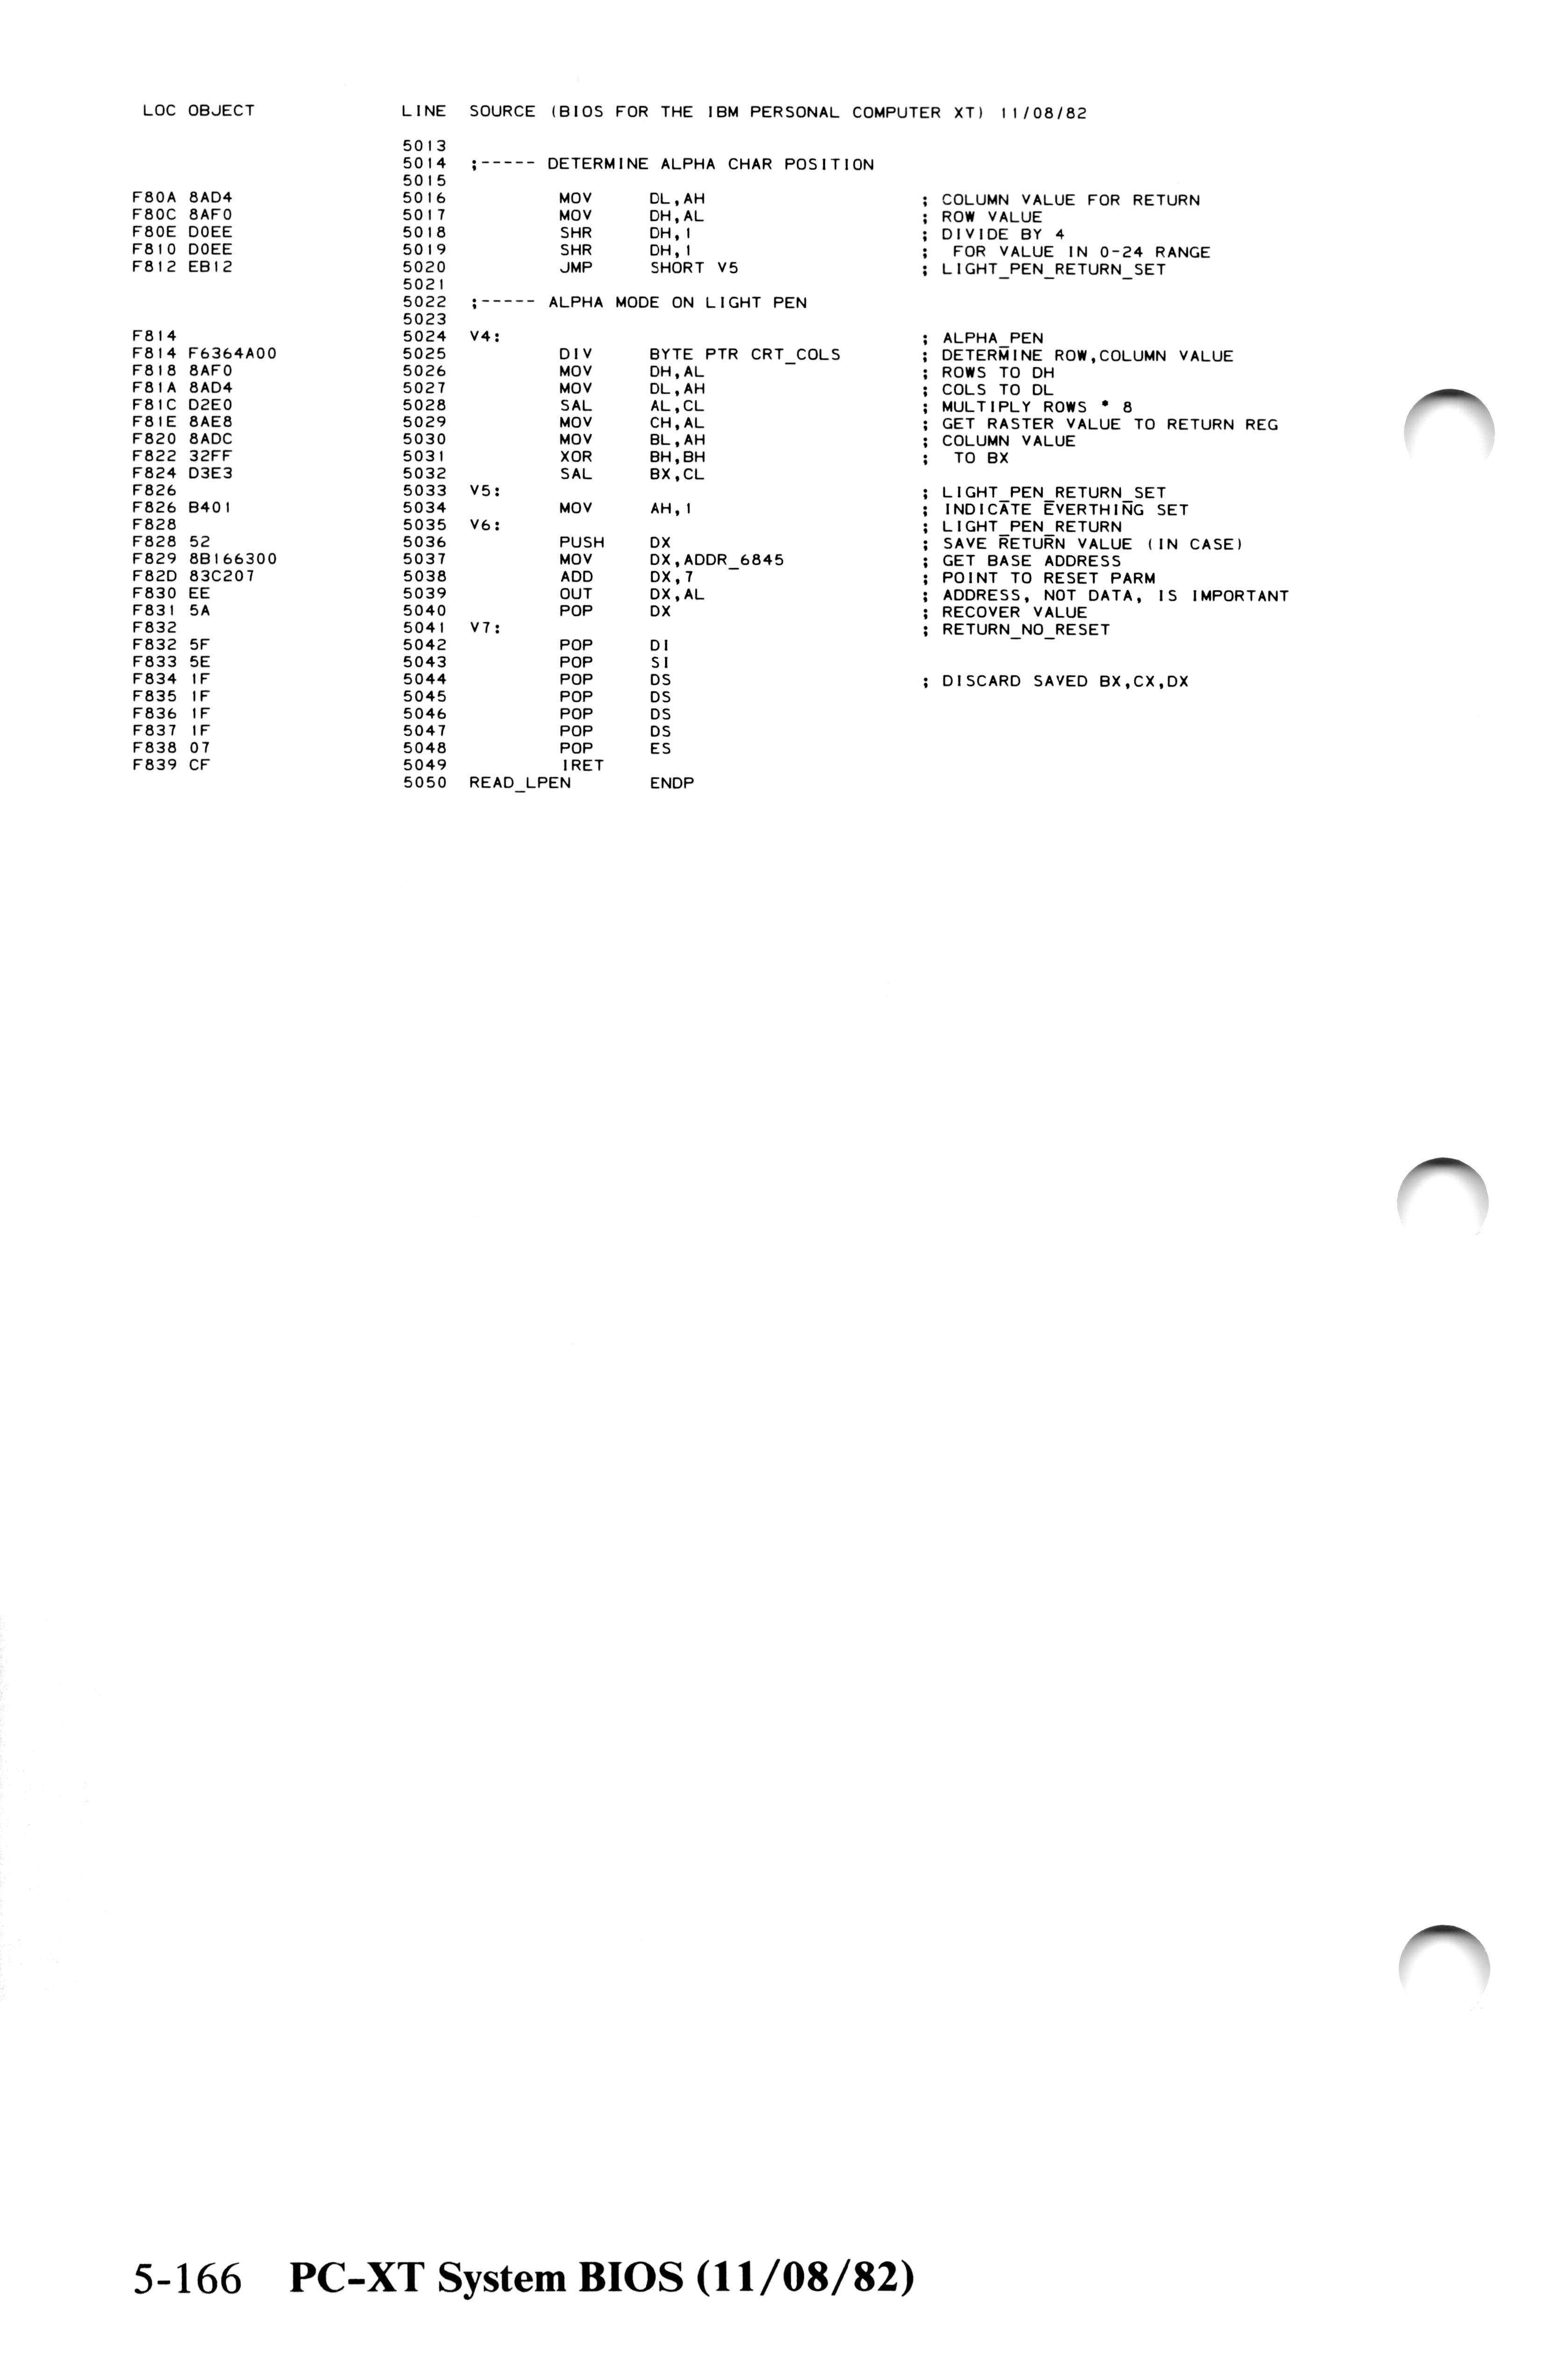 LOC OBJECT LINE SOURCE (BIOS FOR THE IBM PERSONAL COMPUTER XT) 11/08/82
5013
5014 ;----- DETERMINE ALPHA CHAR POSITION
5015
F80A 8AD4 5016 MOV DL,AH ; COLUMN VALUE FOR RETURN
F80C 8AF0 5017 MOV DH,AL ; ROW VALUE
F80E D0EE 5018 SHR DH,1 ; DIVIDE BY 4
F810 D0EE 5019 SHR DH,1 ; FOR VALUE IN 0-24 RANGE
F812 EB12 5020 JMP SHORT V5 ; LIGHT_PEN_RETURN_SET
5021
5022 ;----- ALPHA MODE ON LIGHT PEN
5023
F814 5024 V4: ; ALPHA_PEN
F814 F6364A00 5025 DIV BYTE PTR CRT_COLS ; DETERMINE ROW,COLUMN VALUE
F818 8AF0 5026 MOV DH,AL ; ROWS TO DH
F81A 8AD4 5027 MOV DL,AH ; COLS TO DL
F81C D2E0 5028 SAL AL,CL ; MULTIPLY ROWS * 8
F81E 8AE8 5029 MOV CH,AL ; GET RASTER VALUE TO RETURN REG
F820 8ADC 5030 MOV BL,AH ; COLUMN VALUE
F822 32FF 5031 XOR BH,BH ; TO BX
F824 D3E3 5032 SAL BX,CL
F826 5033 V5: ; LIGHT_PEN_RETURN_SET
F826 B401 5034 MOV AH,1 ; INDICATE EVERTHING SET
F828 5035 V6: ; LIGHT_PEN_RETURN
F828 52 5036 PUSH DX ; SAVE RETURN VALUE (IN CASE)
F829 8B166300 5037 MOV DX,ADDR_6845 ; GET BASE ADDRESS
F82D 83C207 5038 ADD DX,7 ; POINT TO RESET PARM
F830 EE 5039 OUT DX,AL ; ADDRESS, NOT DATA, IS IMPORTANT
F831 5A 5040 POP DX ; RECOVER VALUE
F832 5041 V7: ; RETURN_NO_RESET
F832 5F 5042 POP DI
F833 5E 5043 POP SI
F834 1F 5044 POP DS ; DISCARD SAVED BX,CX,DX
F835 1F 5045 POP DS
F836 1F 5046 POP DS
F837 1F 5047 POP DS
F838 07 5048 POP ES
F839 CF 5049 IRET
5050 READ_LPEN ENDP
5-166 PC-XT System BIOS (11/08/82)